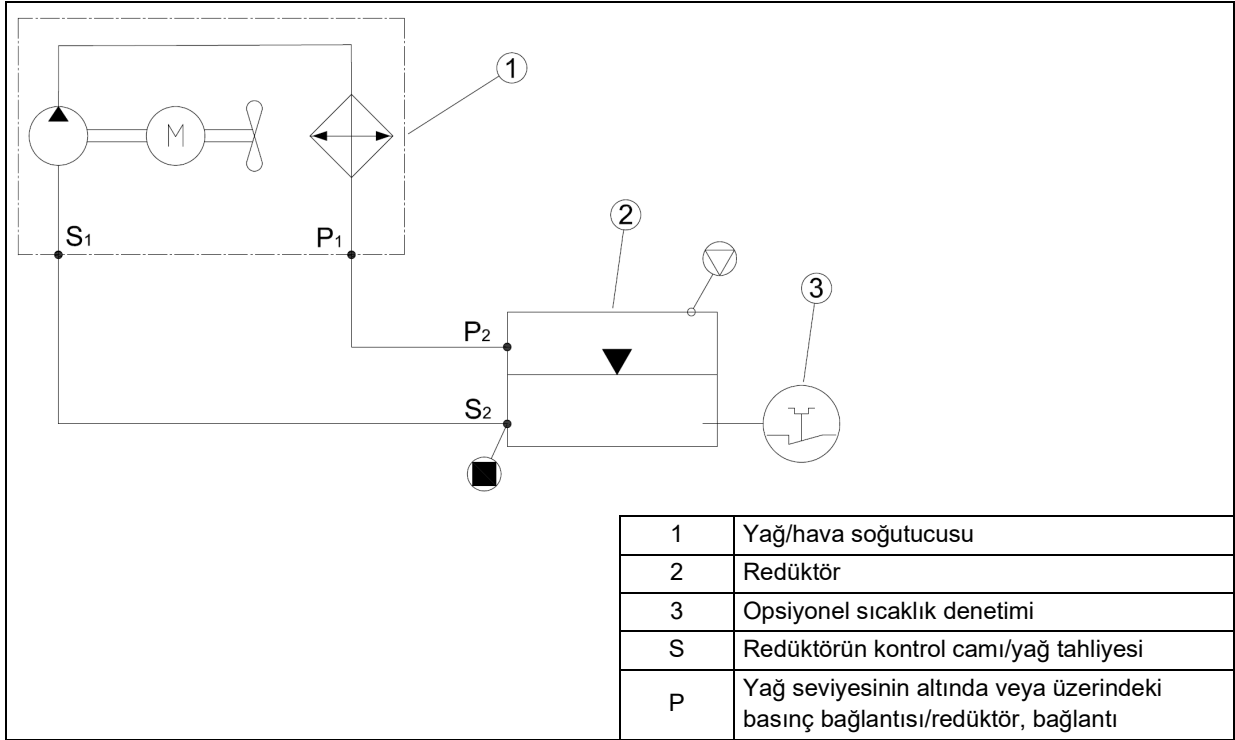 1
M
S1
P1
2
3
P2
S2
1 Yağ/hava soğutucusu
2 Redüktör
3 Opsiyonel sıcaklık denetimi
S Redüktörün kontrol camı/yağ tahliyesi
P Yağ seviyesinin altında veya üzerindeki
basınç bağlantısı/redüktör, bağlantı